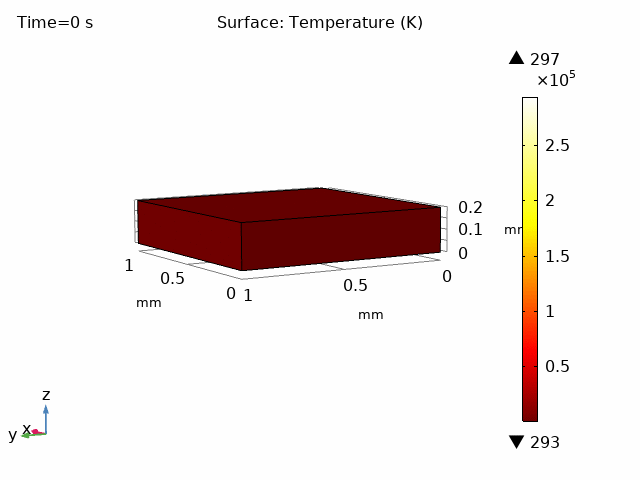 Time=0 s
Surface: Temperature (K)
▲ 297
×10⁵
2.5
2
1.5
1
0.5
▼ 293
0.2
0.1
0
mm
1
0.5
0
mm
1
0.5
0
mm
z
y
x